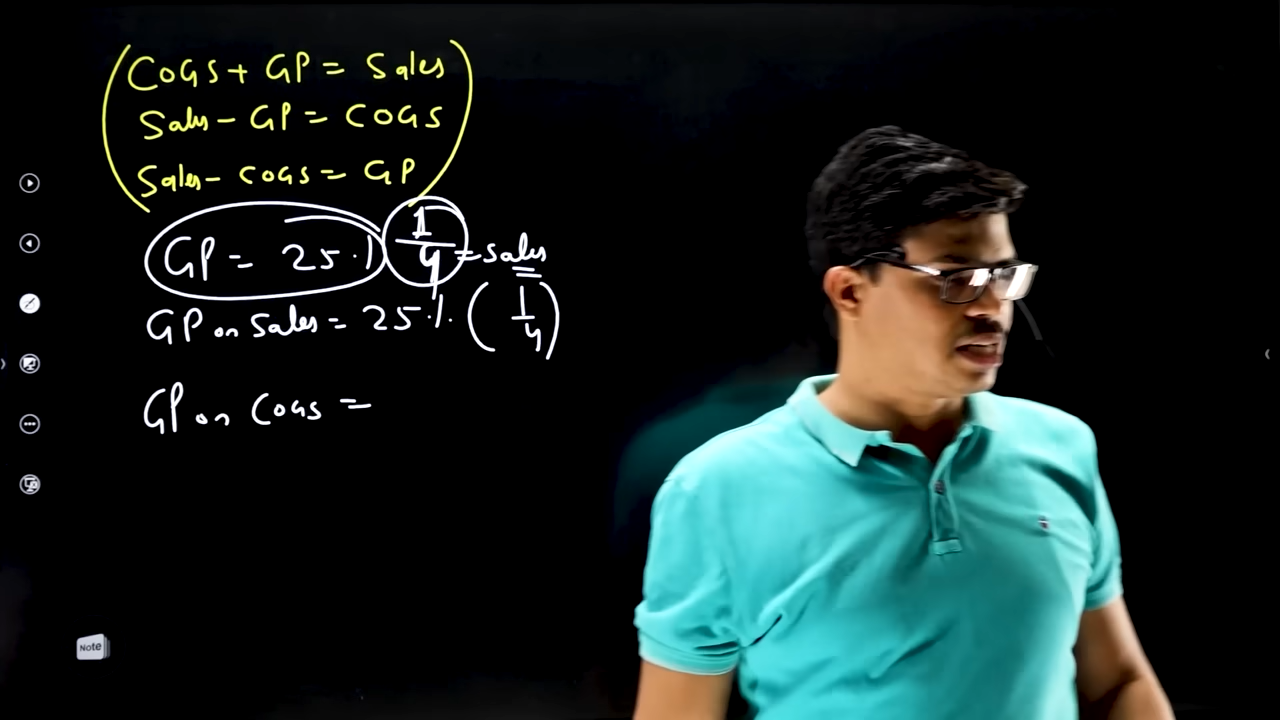 COGS + GP = Sales
Sales - GP = COGS
Sales - COGS = GP
GP = 25% 1/4 = Sales
GP on Sales = 25% (1/4)
GP on COGS =
Note